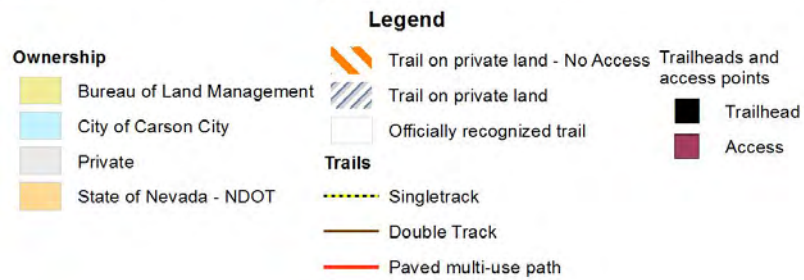 Legend
Ownership
Bureau of Land Management
City of Carson City
Private
State of Nevada - NDOT
Trail on private land - No Access
Trail on private land
Officially recognized trail
Trails
Singletrack
Double Track
Paved multi-use path
Trailheads and
access points
Trailhead
Access